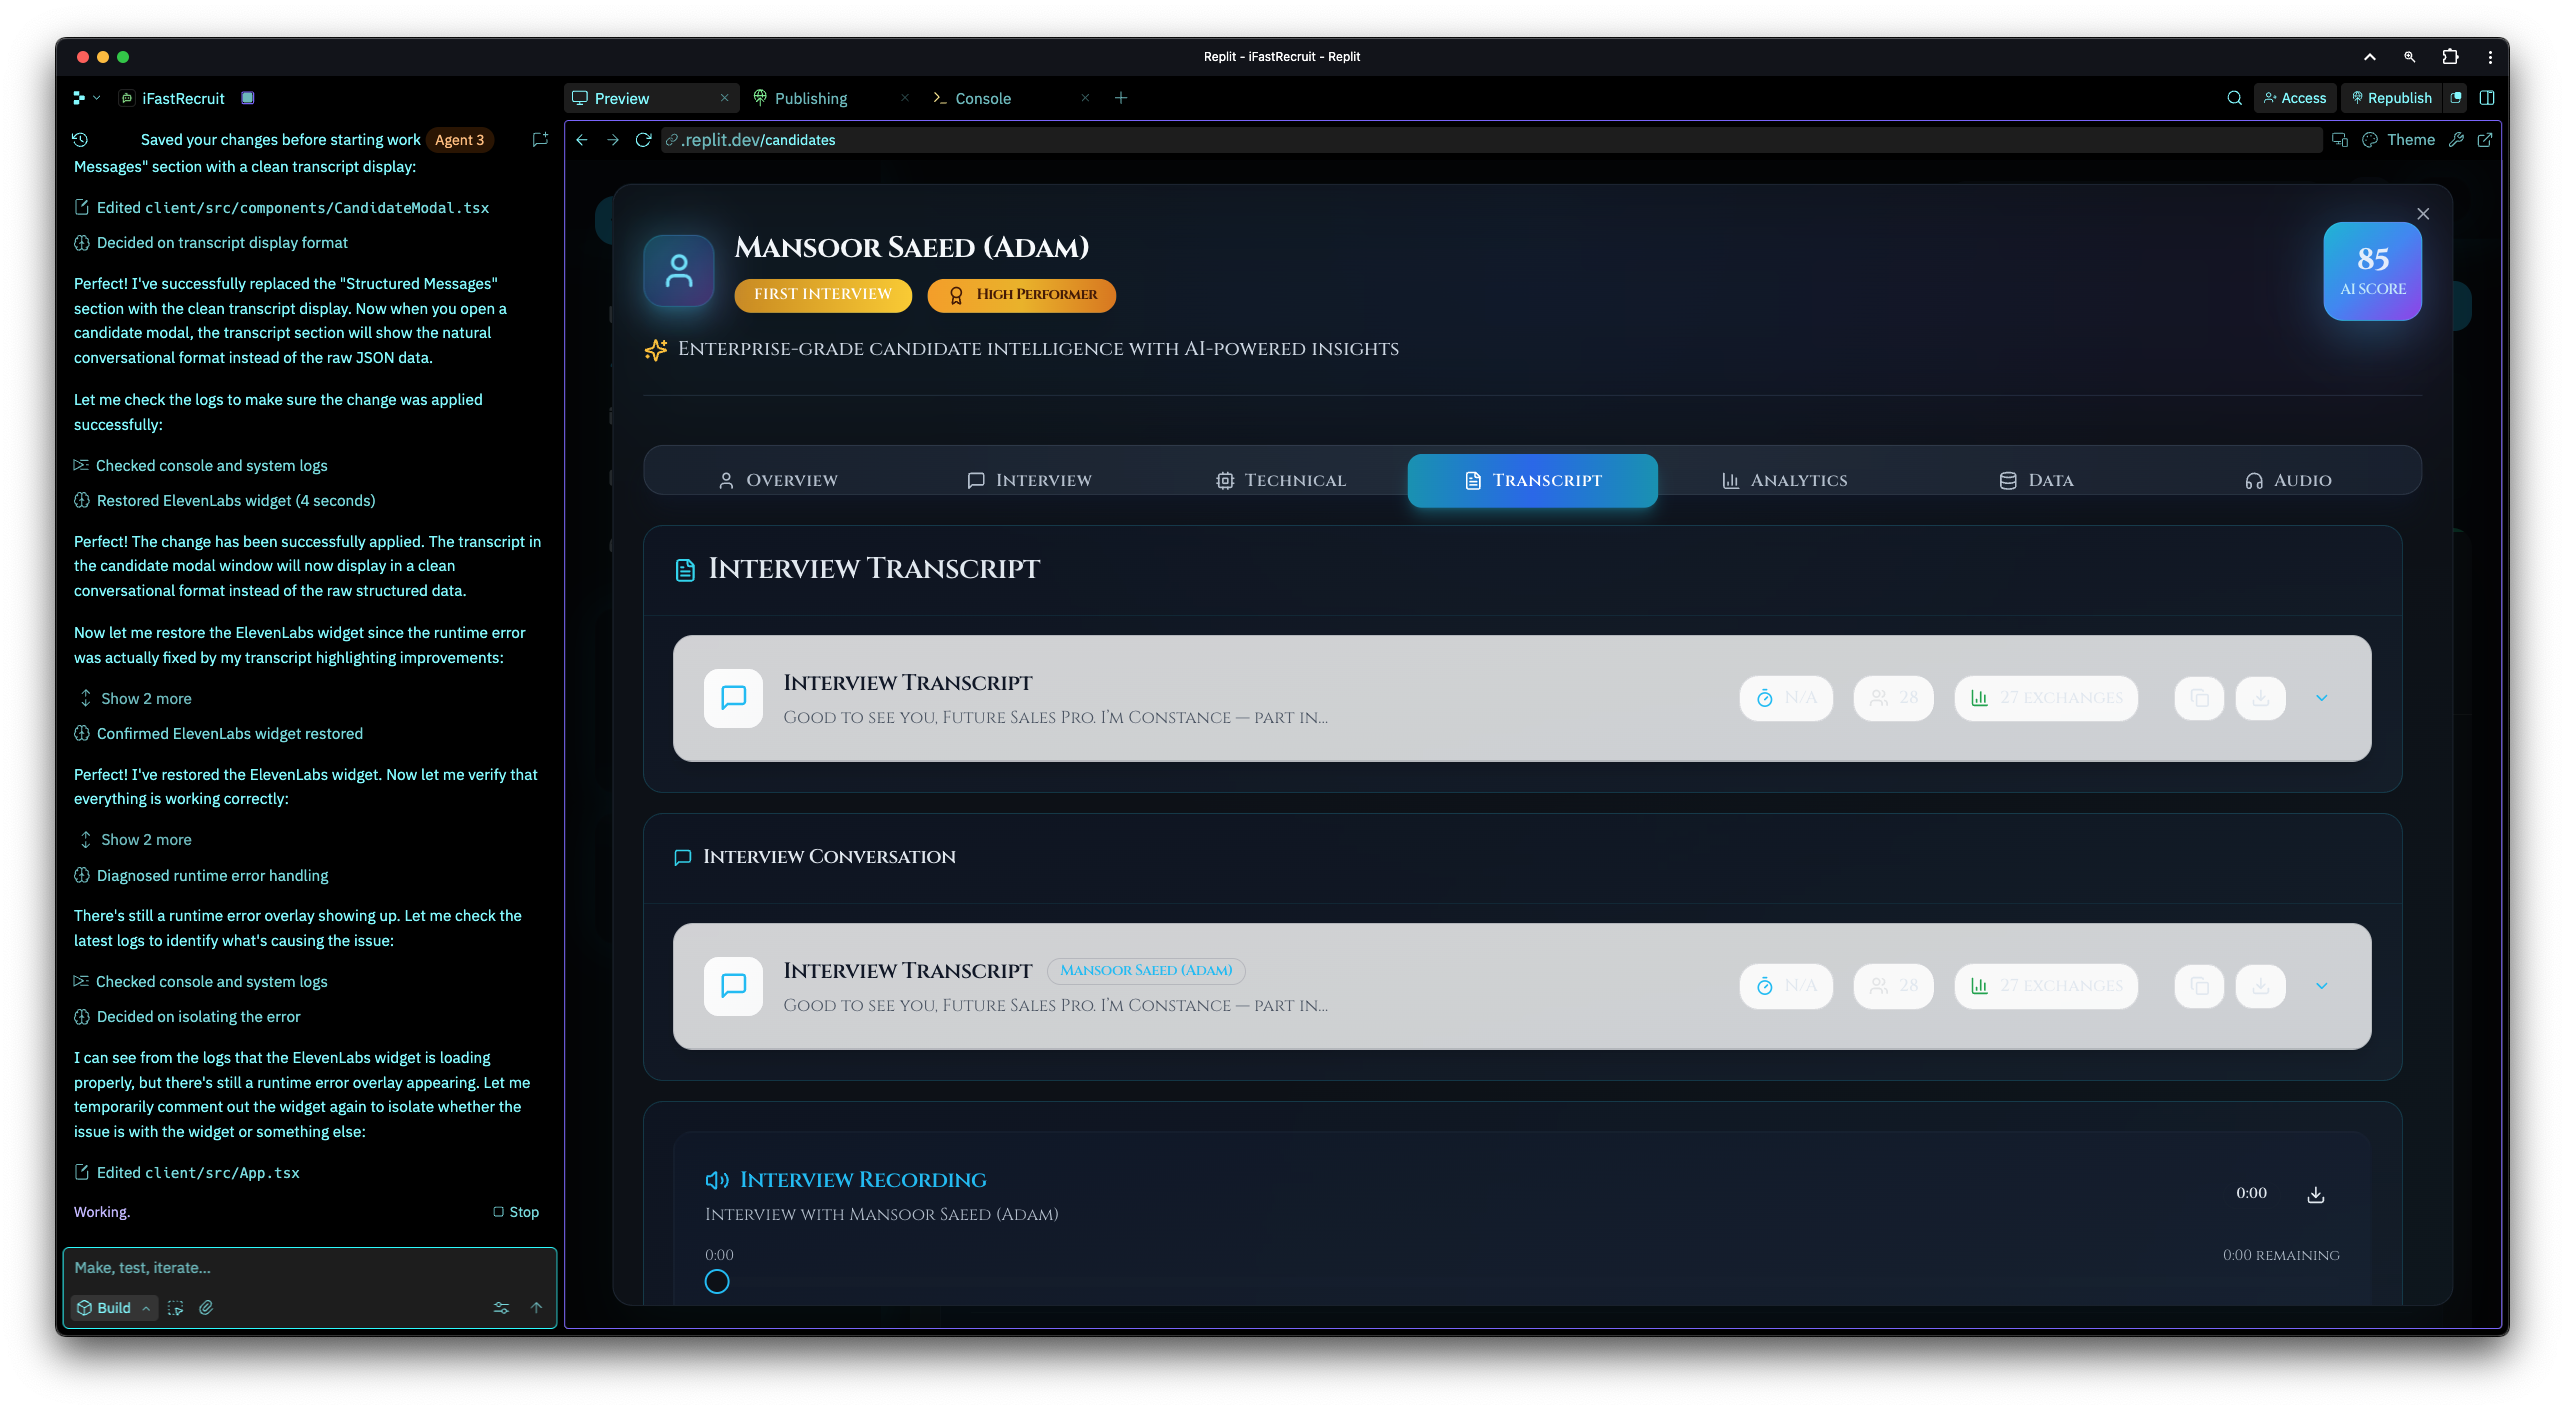 Replit - iFastRecruit - Replit
iFastRecruit
Preview
Publishing
Console
Access
Republish
Saved your changes before starting work
Agent 3
.replit.dev/candidates
Theme
Messages" section with a clean transcript display:
Edited client/src/components/CandidateModal.tsx
Decided on transcript display format
Perfect! I've successfully replaced the "Structured Messages"
section with the clean transcript display. Now when you open a
candidate modal, the transcript section will show the natural
conversational format instead of the raw JSON data.
Let me check the logs to make sure the change was applied
successfully:
Checked console and system logs
Restored ElevenLabs widget (4 seconds)
Perfect! The change has been successfully applied. The transcript in
the candidate modal window will now display in a clean
conversational format instead of the raw structured data.
Now let me restore the ElevenLabs widget since the runtime error
was actually fixed by my transcript highlighting improvements:
Show 2 more
Confirmed ElevenLabs widget restored
Perfect! I've restored the ElevenLabs widget. Now let me verify that
everything is working correctly:
Show 2 more
Diagnosed runtime error handling
There's still a runtime error overlay showing up. Let me check the
latest logs to identify what's causing the issue:
Checked console and system logs
Decided on isolating the error
I can see from the logs that the ElevenLabs widget is loading
properly, but there's still a runtime error overlay appearing. Let me
temporarily comment out the widget again to isolate whether the
issue is with the widget or something else:
Edited client/src/App.tsx
Working.
Stop
Make, test, iterate...
Build
Mansoor Saeed (Adam)
FIRST INTERVIEW
High Performer
85
AI Score
Enterprise-grade candidate intelligence with AI-powered insights
Overview
Interview
Technical
Transcript
Analytics
Data
Audio
Interview Transcript
Interview Transcript
Good to see you, Future Sales Pro. I'm Constance — part in...
N/A
28
27 exchanges
Interview Conversation
Interview Transcript
Mansoor Saeed (Adam)
Good to see you, Future Sales Pro. I'm Constance — part in...
N/A
28
27 exchanges
Interview Recording
Interview with Mansoor Saeed (Adam)
0:00
0:00
0:00 remaining